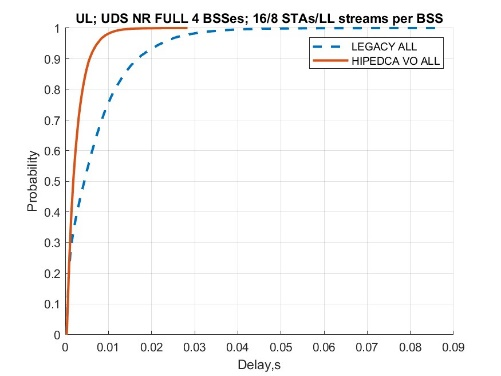 UL; UDS NR FULL 4 BSSes; 16/8 STAs/LL streams per BSS
LEGACY ALL
HIPEDCA VO ALL
Probability
1
0.9
0.8
0.7
0.6
0.5
0.4
0.3
0.2
0.1
0
0 0.01 0.02 0.03 0.04 0.05 0.06 0.07 0.08 0.09
Delay,s